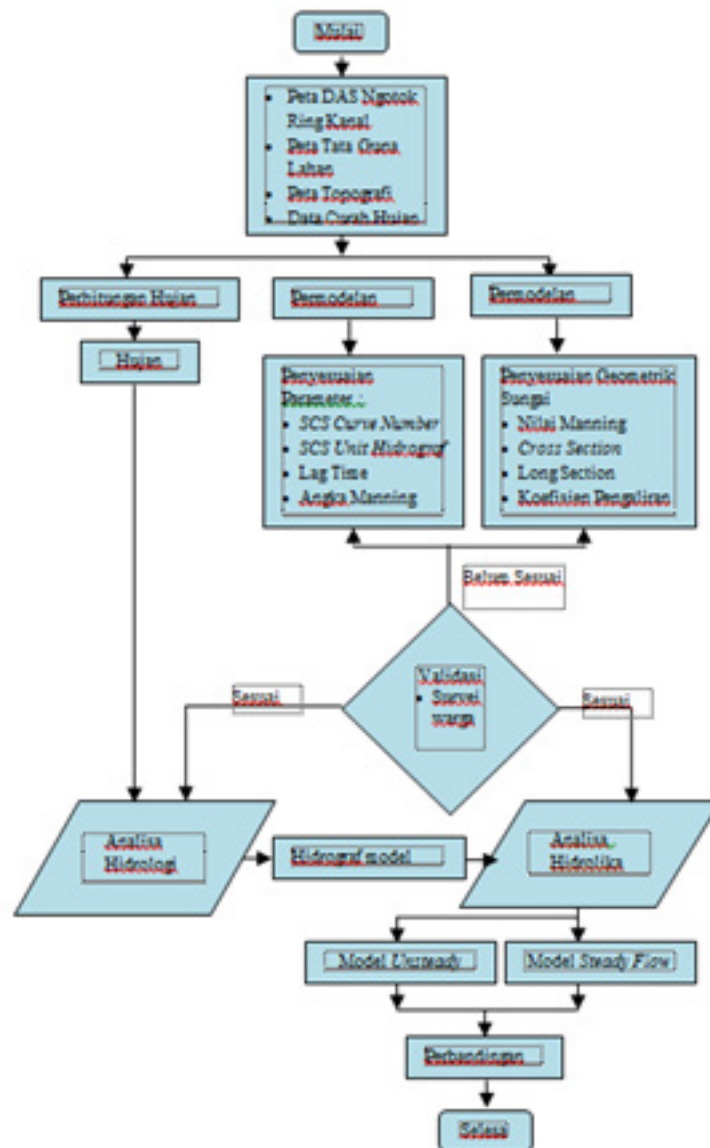 Mulai
• Peta DAS Ngotok
Ring Kanal
• Peta Tata Guna
Lahan
• Peta Topografi
• Data Curah Hujan
Perhitungan Hujan
Permodelan
Permodelan
Hujan
Penyesuaian
Parameter :
• SCS Curve Number
• SCS Unit Hidrograf
• Lag Time
• Angka Manning
Penyesuaian Geometrik
Sungai
• Nilai Manning
• Cross Section
• Long Section
• Koefisien Pengaliran
Belum Sesuai
Validasi
• Survei
warga
Sesuai
Sesuai
Analisa
Hidrologi
Hidrograf model
Analisa
Hidrolika
Model Unsteady
Model Steady Flow
Perbandingan
Selesai